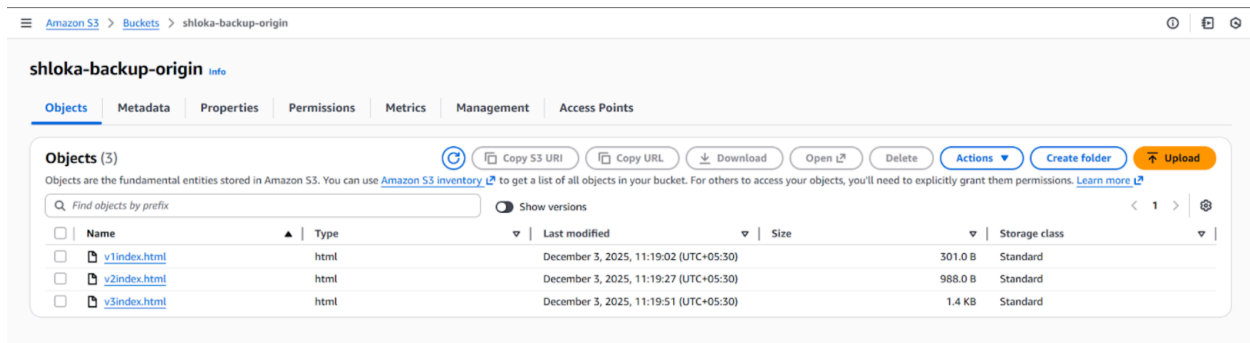 Amazon S3 > Buckets > shloka-backup-origin
shloka-backup-origin Info
Objects Metadata Properties Permissions Metrics Management Access Points
Objects (3) Copy S3 URI Copy URL Download Open Delete Actions Create folder Upload
Objects are the fundamental entities stored in Amazon S3. You can use Amazon S3 inventory to get a list of all objects in your bucket. For others to access your objects, you'll need to explicitly grant them permissions. Learn more
Find objects by prefix Show versions < 1 >
Name Type Last modified Size Storage class
v1index.html html December 3, 2025, 11:19:02 (UTC+05:30) 301.0 B Standard
v2index.html html December 3, 2025, 11:19:27 (UTC+05:30) 988.0 B Standard
v3index.html html December 3, 2025, 11:19:51 (UTC+05:30) 1.4 KB Standard